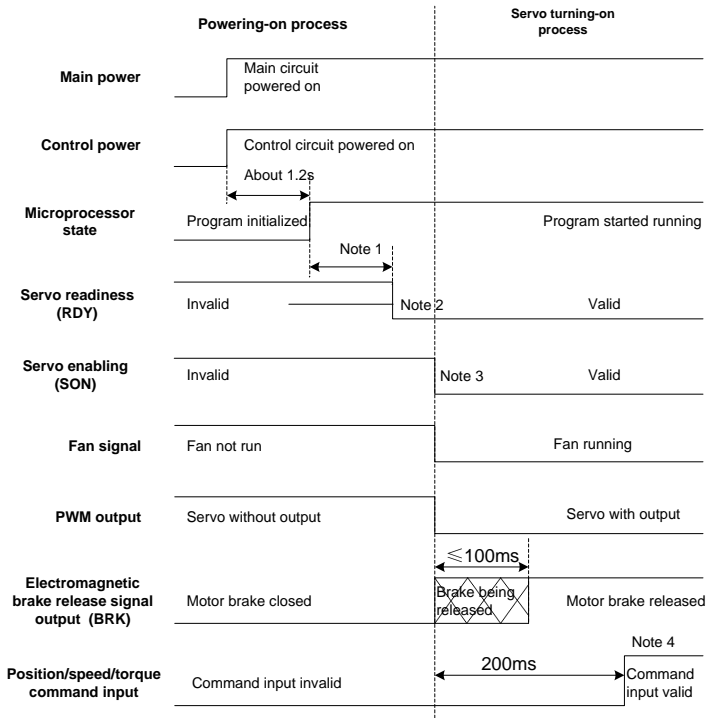 Powering-on process
Servo turning-on
process
Main power
Main circuit
powered on
Control power
Control circuit powered on
About 1.2s
Microprocessor
state
Program initialized
Program started running
Note 1
Servo readiness
(RDY)
Invalid
Note 2
Valid
Servo enabling
(SON)
Invalid
Note 3
Valid
Fan signal
Fan not run
Fan running
PWM output
Servo without output
Servo with output
≤100ms
Electromagnetic
brake release signal
output (BRK)
Motor brake closed
Brake being
released
Motor brake released
Note 4
Position/speed/torque
command input
Command input invalid
200ms
Command
input valid